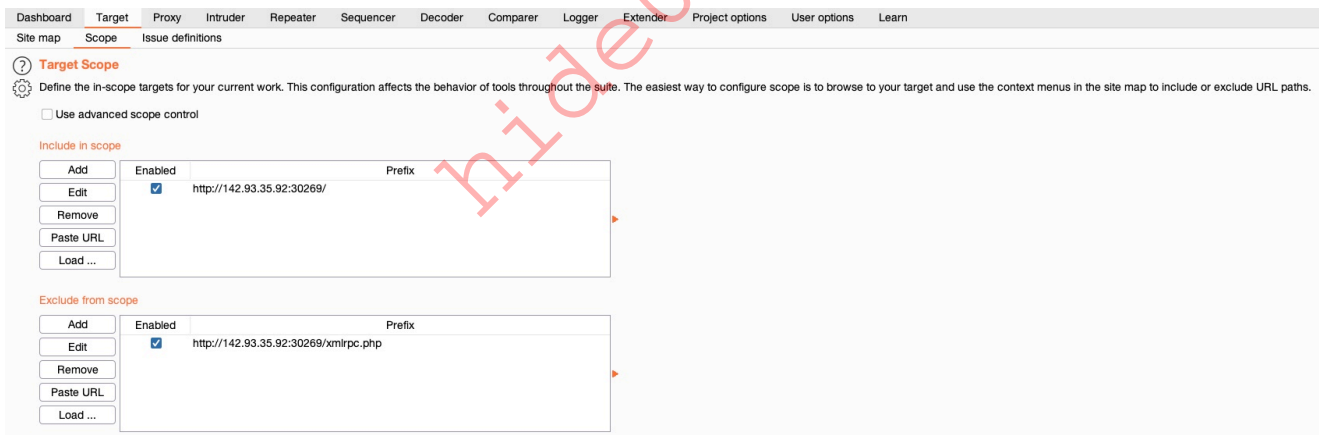 Dashboard Target Proxy Intruder Repeater Sequencer Decoder Comparer Logger Extender Project options User options Learn
Site map Scope Issue definitions
? Target Scope
Define the in-scope targets for your current work. This configuration affects the behavior of tools throughout the suite. The easiest way to configure scope is to browse to your target and use the context menus in the site map to include or exclude URL paths.
Use advanced scope control
Include in scope
Add Enabled Prefix
Edit http://142.93.35.92:30269/
Remove
Paste URL
Load ...
Exclude from scope
Add Enabled Prefix
Edit http://142.93.35.92:30269/xmlrpc.php
Remove
Paste URL
Load ...